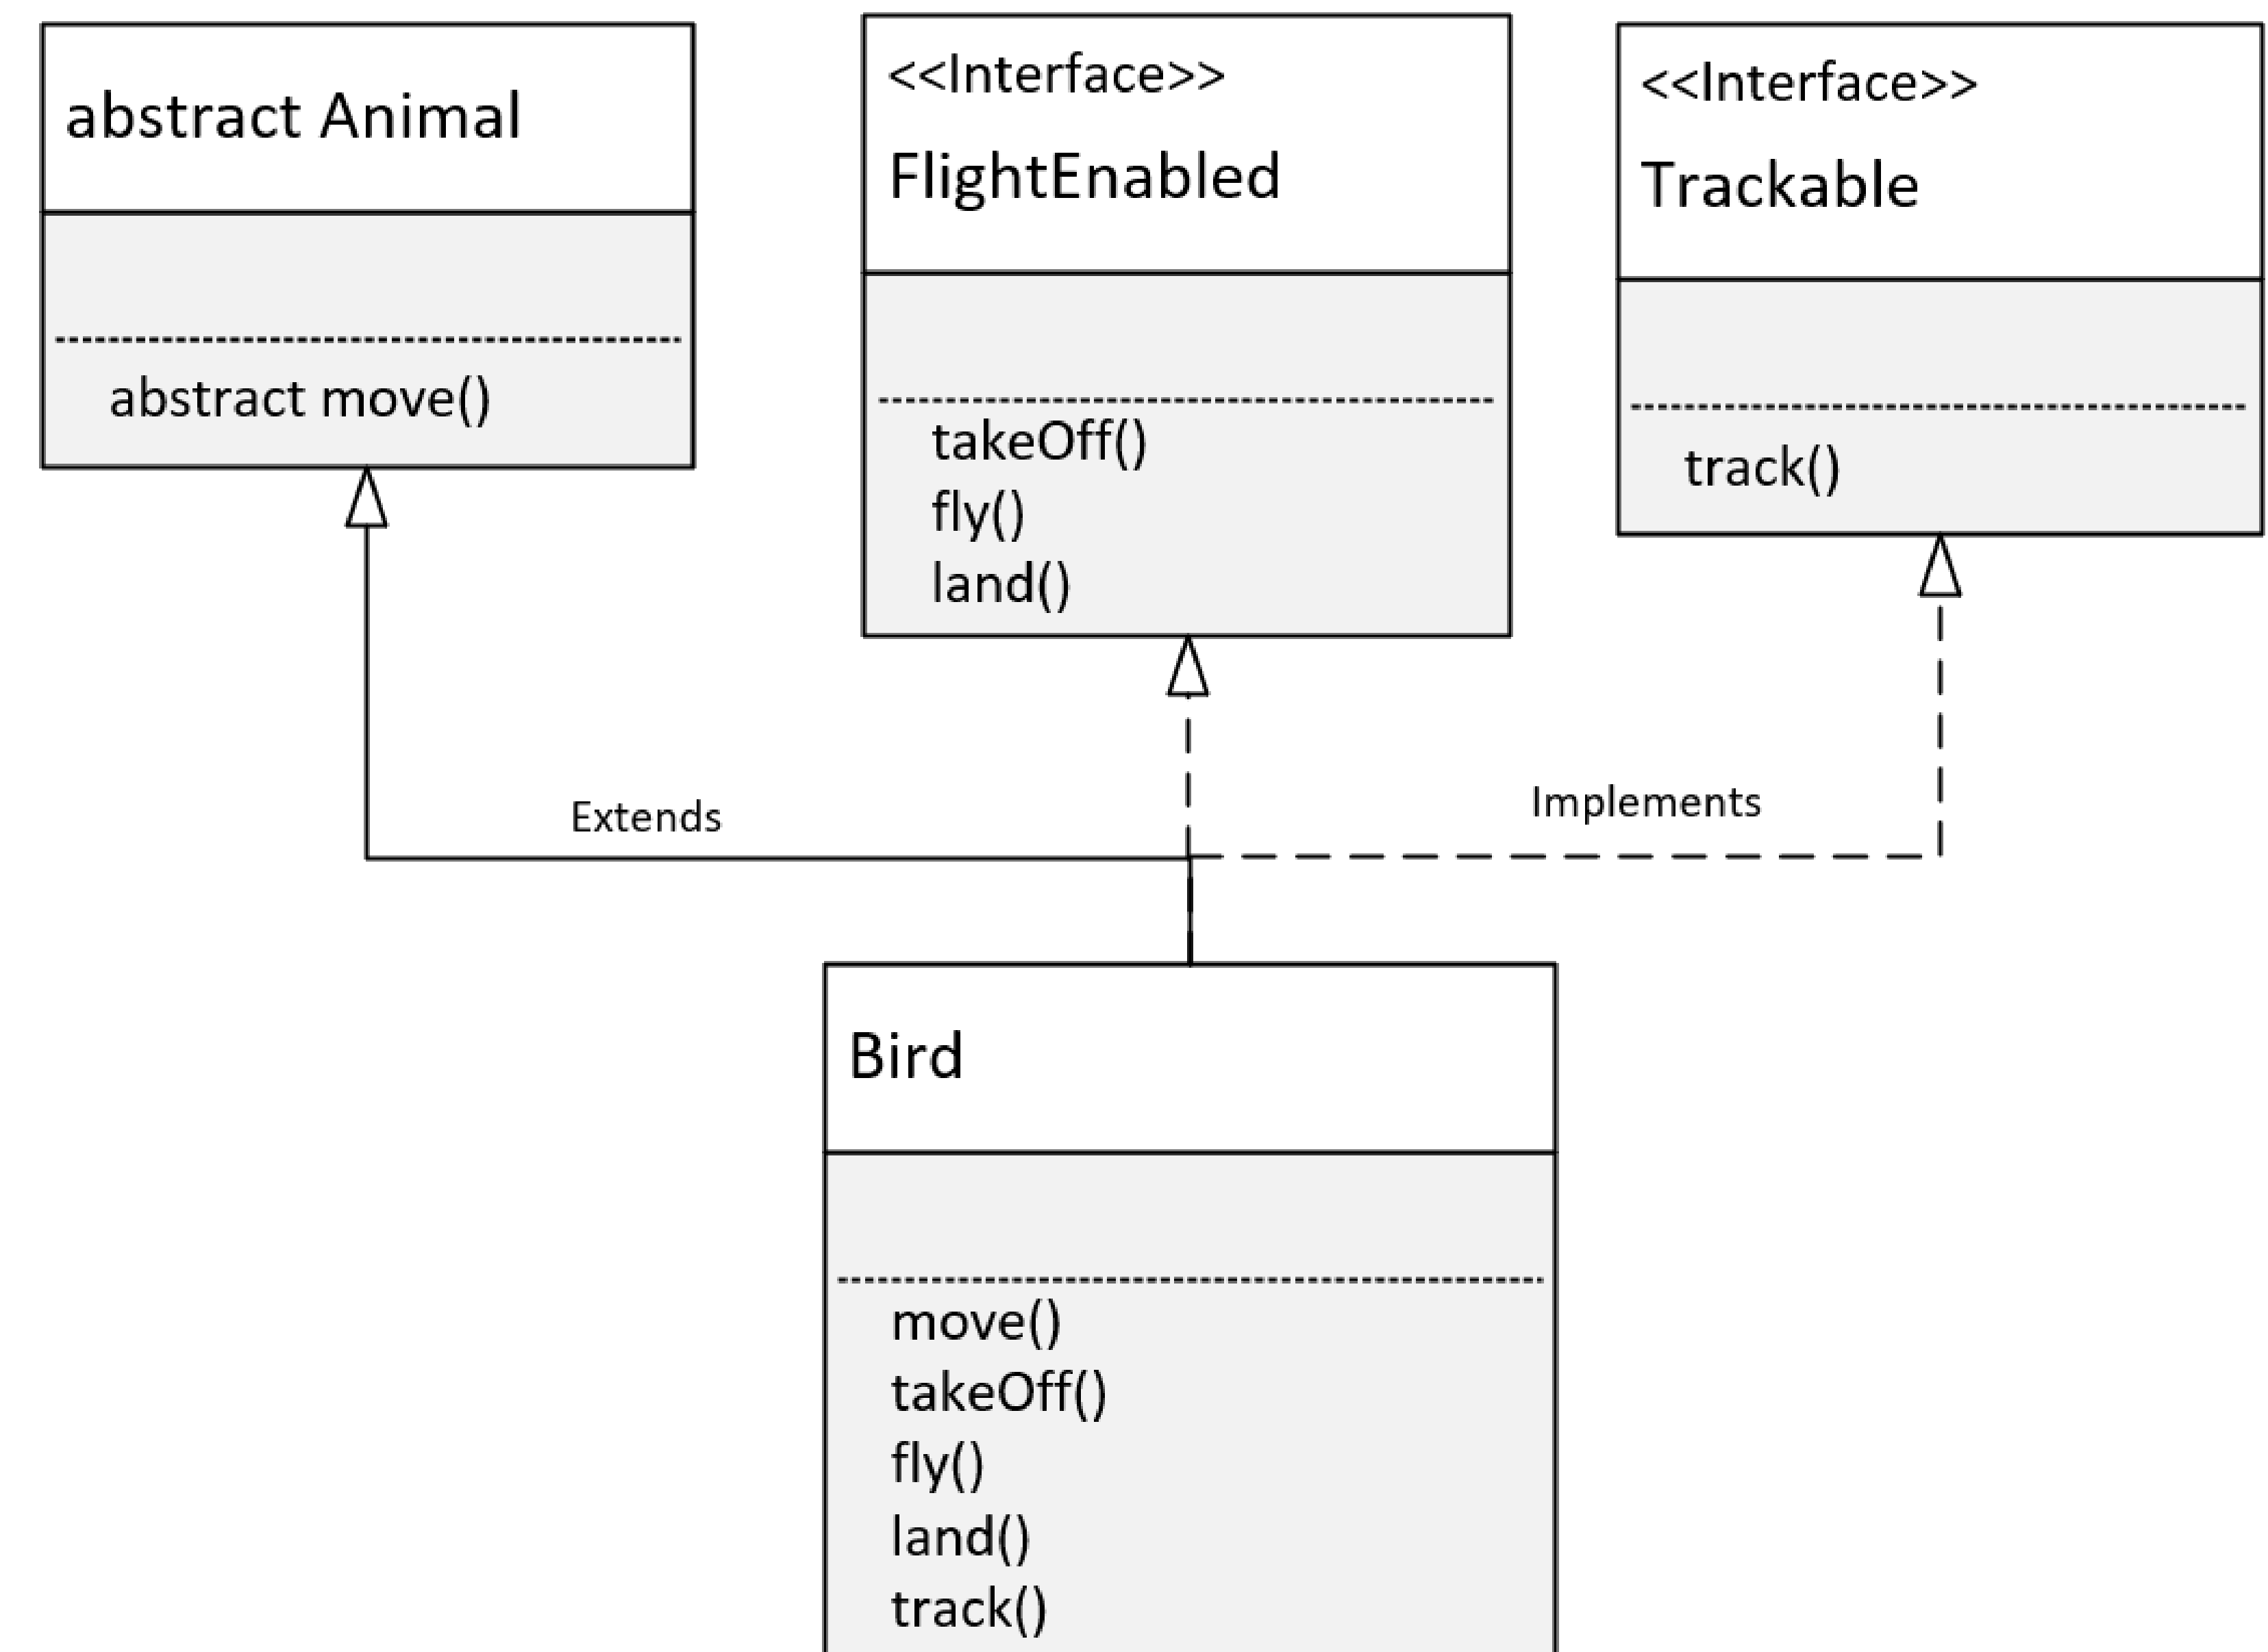 abstract Animal
abstract move()
<<Interface>>
FlightEnabled
takeOff()
fly()
land()
<<Interface>>
Trackable
track()
Extends
Implements
Bird
move()
takeOff()
fly()
land()
track()